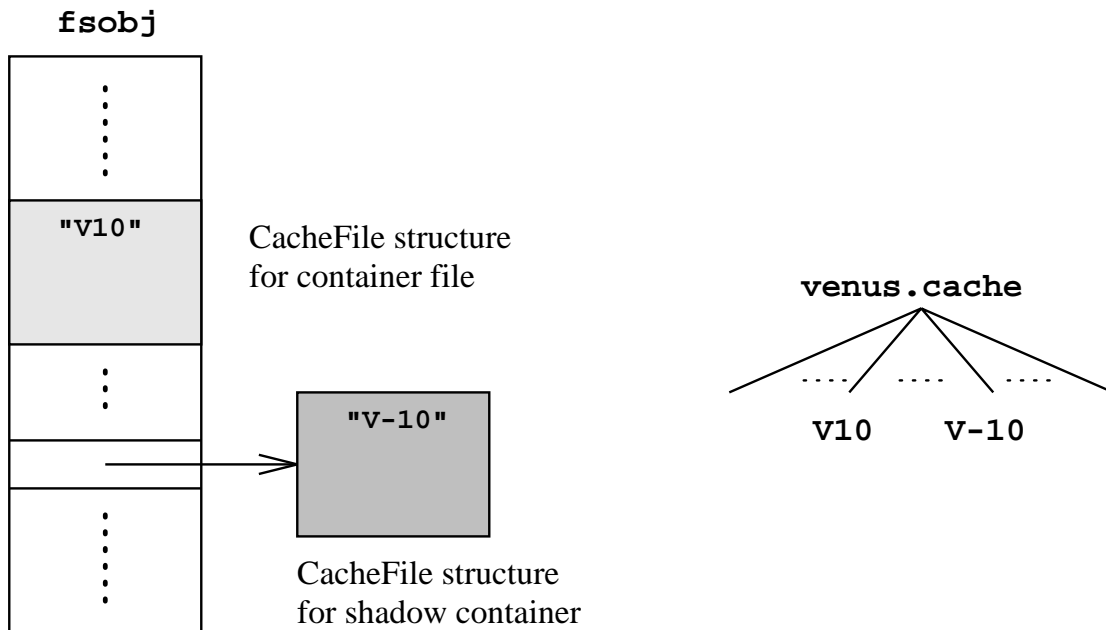 fsobj
"V10"
CacheFile structure
for container file
venus.cache
V10 V-10
"V-10"
CacheFile structure
for shadow container